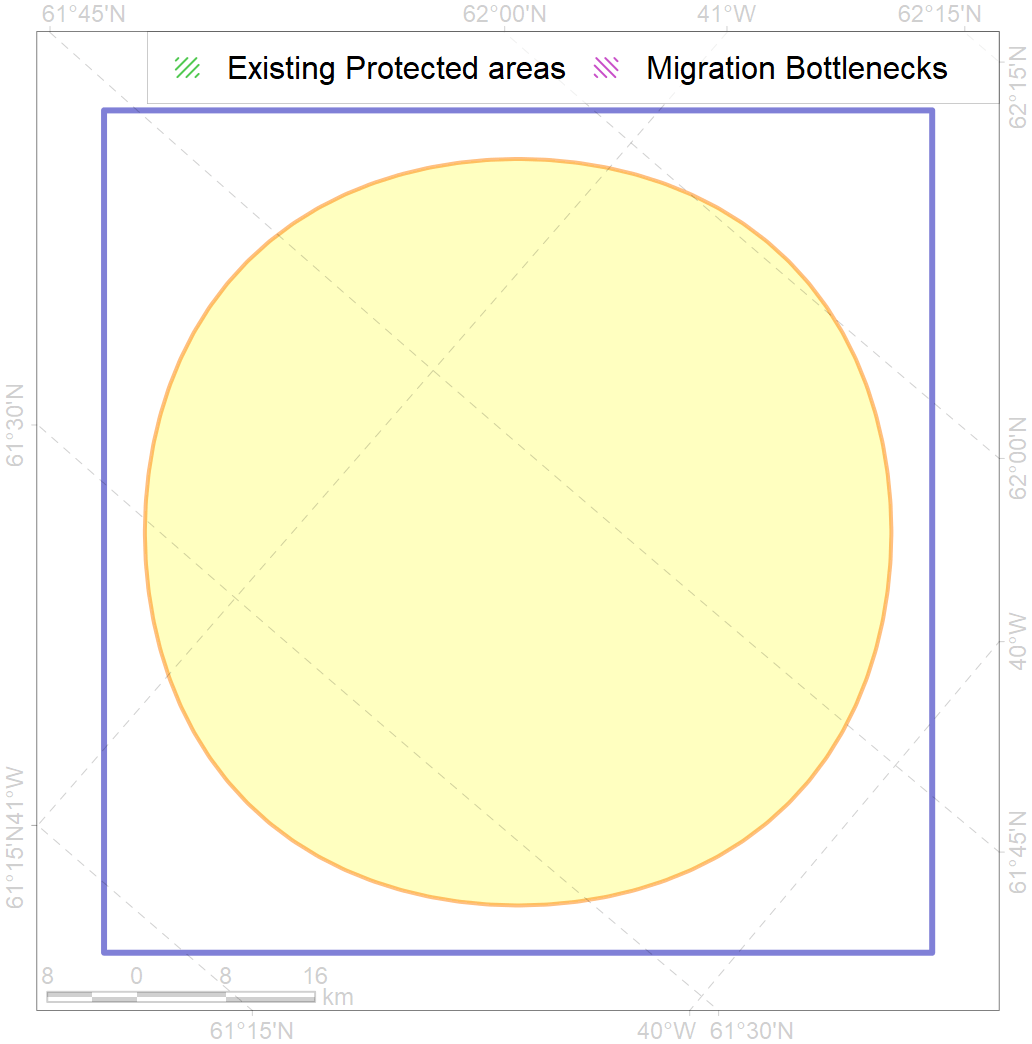 61°45'N 62°00'N 41°W 62°15'N
Existing Protected areas Migration Bottlenecks
62°15'N
61°30'N
62°00'N
40°W
41°W
61°15'N
61°45'N
8 0 8 16
km
61°15'N 40°W 61°30'N